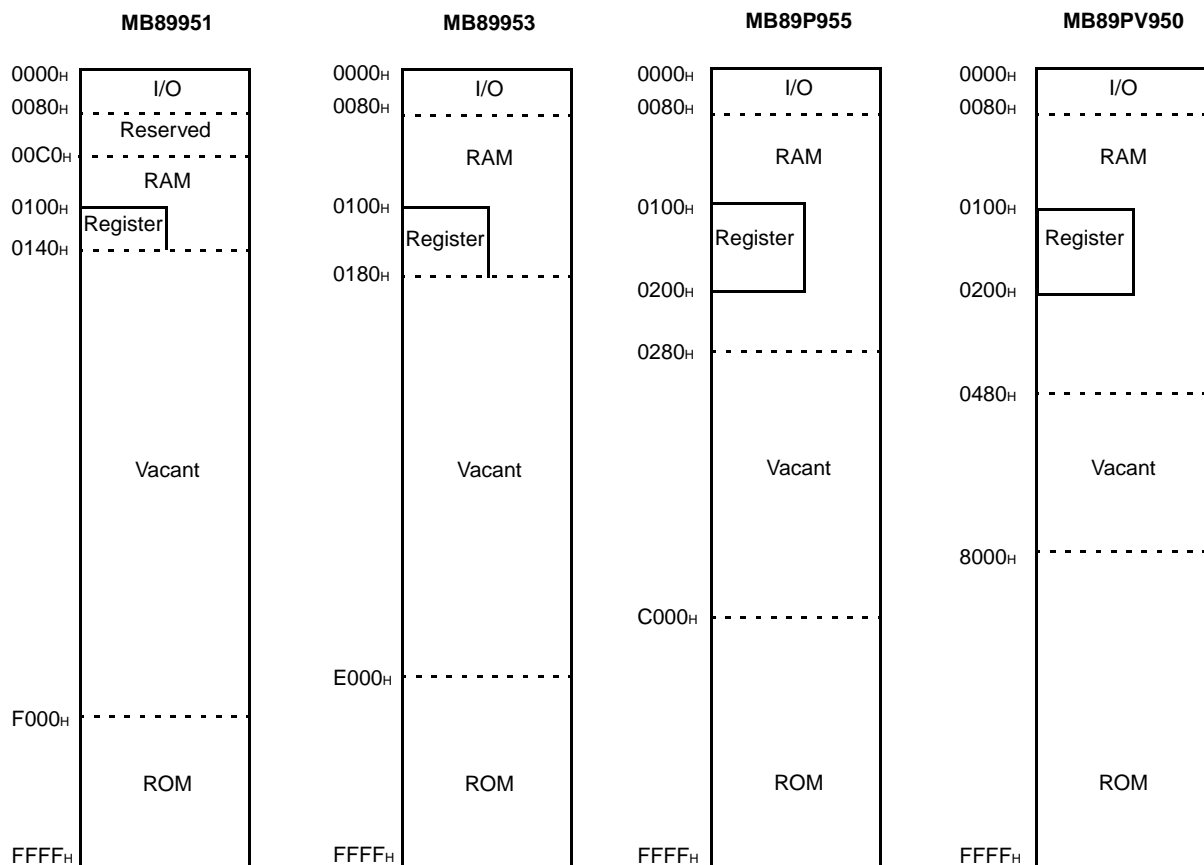 MB89951
0000H
I/O
0080H
Reserved
00C0H
RAM
0100H
Register
0140H
Vacant
F000H
ROM
FFFFH
MB89953
0000H
I/O
0080H
RAM
0100H
Register
0180H
Vacant
E000H
ROM
FFFFH
MB89P955
0000H
I/O
0080H
RAM
0100H
Register
0200H
0280H
Vacant
C000H
ROM
FFFFH
MB89PV950
0000H
I/O
0080H
RAM
0100H
Register
0200H
0480H
Vacant
8000H
ROM
FFFFH